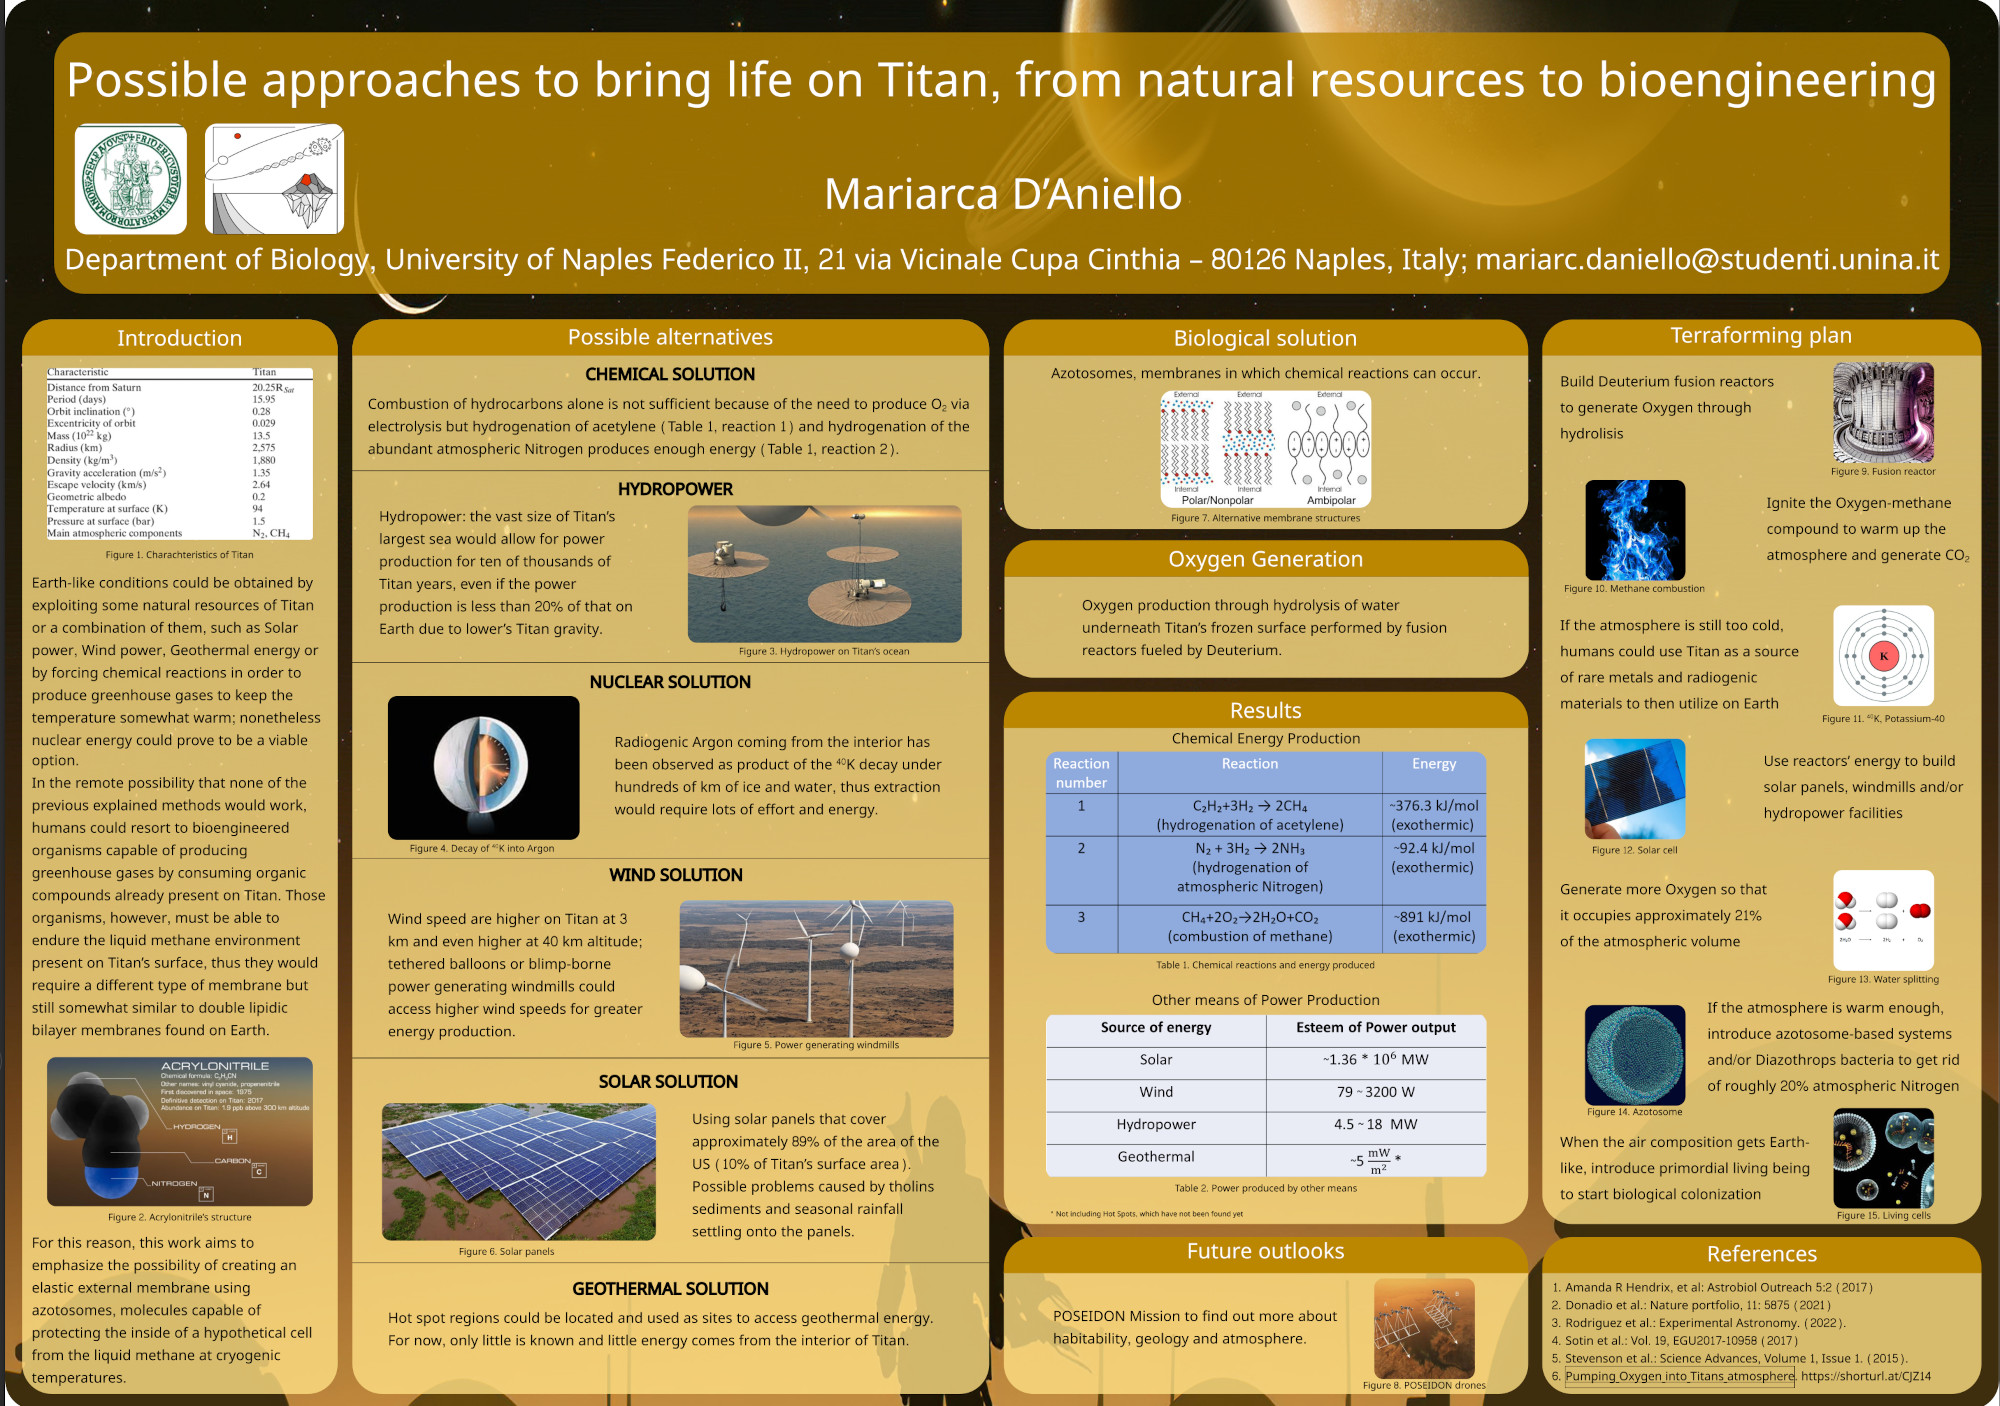 Possible approaches to bring life on Titan, from natural resources to bioengineering
Mariarca D’Aniello
Department of Biology, University of Naples Federico II, 21 via Vicinale Cupa Cinthia – 80126 Naples, Italy; mariarc.daniello@studenti.unina.it
Introduction
Characteristic Titan
Distance from Saturn 20.25R_Sat
Period (days) 15.95
Orbit inclination (°) 0.28
Excentricity of orbit 0.029
Mass (10²² kg) 13.5
Radius (km) 2,575
Density (kg/m³) 1,880
Gravity acceleration (m/s²) 1.35
Escape velocity (km/s) 2.64
Geometric albedo 0.2
Temperature at surface (K) 94
Pressure at surface (bar) 1.5
Main atmospheric components N₂, CH₄
Figure 1. Charachteristics of Titan
Earth-like conditions could be obtained by
exploiting some natural resources of Titan
or a combination of them, such as Solar
power, Wind power, Geothermal energy or
by forcing chemical reactions in order to
produce greenhouse gases to keep the
temperature somewhat warm; nonetheless
nuclear energy could prove to be a viable
option.
In the remote possibility that none of the
previous explained methods would work,
humans could resort to bioengineered
organisms capable of producing
greenhouse gases by consuming organic
compounds already present on Titan. Those
organisms, however, must be able to
endure the liquid methane environment
present on Titan’s surface, thus they would
require a different type of membrane but
still somewhat similar to double lipidic
bilayer membranes found on Earth.
ACRYLONITRILE
Chemical formula: C₂H₃CN
Other names: vinyl cyanide, propenenitrile
First discovered in space: 1975
Definitive detection on Titan: 2017
Abundance on Titan: 1.9 ppb above 300 km altitude
HYDROGEN
H
CARBON
C
NITROGEN
N
Figure 2. Acrylonitrile’s structure
For this reason, this work aims to
emphasize the possibility of creating an
elastic external membrane using
azotosomes, molecules capable of
protecting the inside of a hypothetical cell
from the liquid methane at cryogenic
temperatures.
Possible alternatives
CHEMICAL SOLUTION
Combustion of hydrocarbons alone is not sufficient because of the need to produce O₂ via
electrolysis but hydrogenation of acetylene (Table 1, reaction 1) and hydrogenation of the
abundant atmospheric Nitrogen produces enough energy (Table 1, reaction 2).
HYDROPOWER
Hydropower: the vast size of Titan’s
largest sea would allow for power
production for ten of thousands of
Titan years, even if the power
production is less than 20% of that on
Earth due to lower’s Titan gravity.
Figure 3. Hydropower on Titan’s ocean
NUCLEAR SOLUTION
Radiogenic Argon coming from the interior has
been observed as product of the ⁴⁰K decay under
hundreds of km of ice and water, thus extraction
would require lots of effort and energy.
Figure 4. Decay of ⁴⁰K into Argon
WIND SOLUTION
Wind speed are higher on Titan at 3
km and even higher at 40 km altitude;
tethered balloons or blimp-borne
power generating windmills could
access higher wind speeds for greater
energy production.
Figure 5. Power generating windmills
SOLAR SOLUTION
Using solar panels that cover
approximately 89% of the area of the
US (10% of Titan’s surface area).
Possible problems caused by tholins
sediments and seasonal rainfall
settling onto the panels.
Figure 6. Solar panels
GEOTHERMAL SOLUTION
Hot spot regions could be located and used as sites to access geothermal energy.
For now, only little is known and little energy comes from the interior of Titan.
Biological solution
Azotosomes, membranes in which chemical reactions can occur.
External External External
Internal Internal Internal
Polar/Nonpolar Ambipolar
Figure 7. Alternative membrane structures
Oxygen Generation
Oxygen production through hydrolysis of water
underneath Titan’s frozen surface performed by fusion
reactors fueled by Deuterium.
Results
Chemical Energy Production
Reaction number Reaction Energy
1 C₂H₂+3H₂ → 2CH₄ ~376.3 kJ/mol
(hydrogenation of acetylene) (exothermic)
2 N₂ + 3H₂ → 2NH₃ ~92.4 kJ/mol
(hydrogenation of (exothermic)
atmospheric Nitrogen)
3 CH₄+2O₂→2H₂O+CO₂ ~891 kJ/mol
(combustion of methane) (exothermic)
Table 1. Chemical reactions and energy produced
Other means of Power Production
Source of energy Esteem of Power output
Solar ~1.36 * 10⁶ MW
Wind 79 ~ 3200 W
Hydropower 4.5 ~ 18 MW
Geothermal ~5 mW/m² *
Table 2. Power produced by other means
* Not including Hot Spots, which have not been found yet
Future outlooks
POSEIDON Mission to find out more about
habitability, geology and atmosphere.
Figure 8. POSEIDON drones
Terraforming plan
Build Deuterium fusion reactors
to generate Oxygen through
hydrolisis
Figure 9. Fusion reactor
Ignite the Oxygen-methane
compound to warm up the
atmosphere and generate CO₂
Figure 10. Methane combustion
If the atmosphere is still too cold,
humans could use Titan as a source
of rare metals and radiogenic
materials to then utilize on Earth
K
Figure 11. ⁴⁰K, Potassium-40
Use reactors’ energy to build
solar panels, windmills and/or
hydropower facilities
Figure 12. Solar cell
Generate more Oxygen so that
it occupies approximately 21%
of the atmospheric volume
2H₂O → 2H₂ + O₂
Figure 13. Water splitting
If the atmosphere is warm enough,
introduce azotosome-based systems
and/or Diazothrops bacteria to get rid
of roughly 20% atmospheric Nitrogen
Figure 14. Azotosome
When the air composition gets Earth-
like, introduce primordial living being
to start biological colonization
Figure 15. Living cells
References
1. Amanda R Hendrix, et al: Astrobiol Outreach 5:2 (2017)
2. Donadio et al.: Nature portfolio, 11: 5875 (2021)
3. Rodriguez et al.: Experimental Astronomy. (2022).
4. Sotin et al.: Vol. 19, EGU2017-10958 (2017)
5. Stevenson et al.: Science Advances, Volume 1, Issue 1. (2015).
6. Pumping_Oxygen_into_Titans_atmosphere. https://shorturl.at/CJZ14